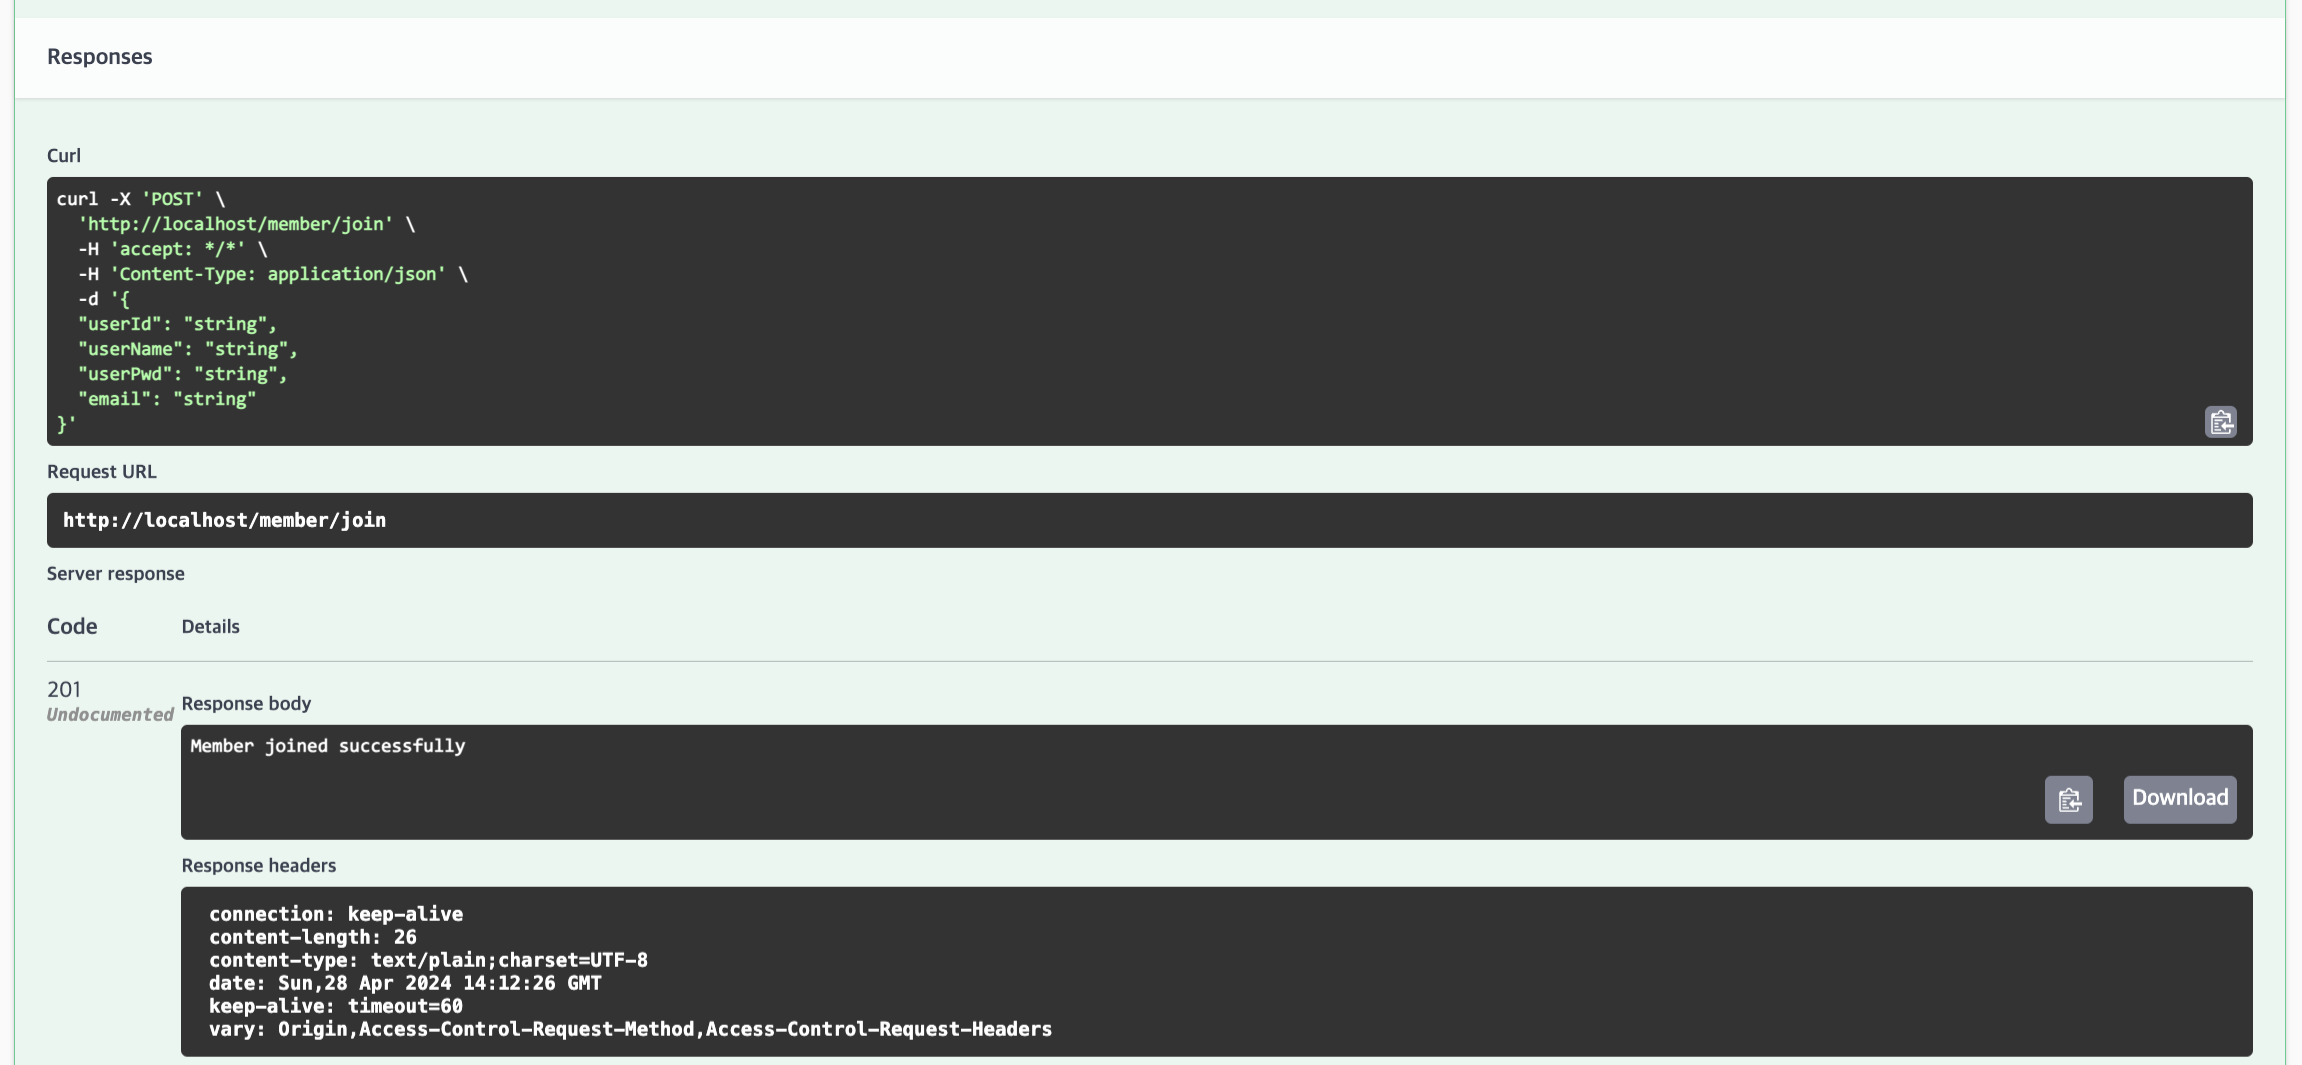 Responses
Curl
curl -X 'POST' \
  'http://localhost/member/join' \
  -H 'accept: */*' \
  -H 'Content-Type: application/json' \
  -d '{
  "userId": "string",
  "userName": "string",
  "userPwd": "string",
  "email": "string"
}'
Request URL
http://localhost/member/join
Server response
Code Details
201
Undocumented
Response body
Member joined successfully
Download
Response headers
connection: keep-alive
content-length: 26
content-type: text/plain;charset=UTF-8
date: Sun,28 Apr 2024 14:12:26 GMT
keep-alive: timeout=60
vary: Origin,Access-Control-Request-Method,Access-Control-Request-Headers